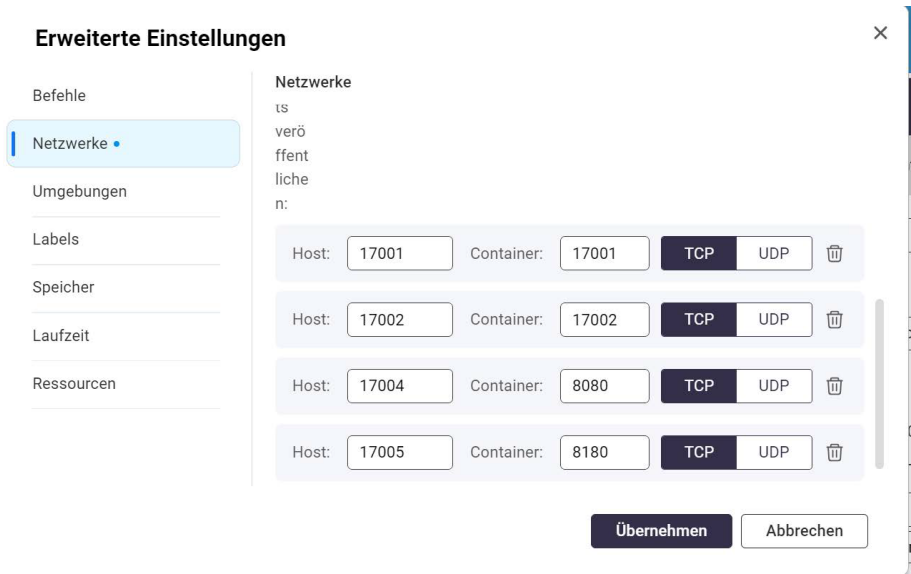 Erweiterte Einstellungen
Befehle
Netzwerke
Umgebungen
Labels
Speicher
Laufzeit
Ressourcen
Netzwerke
ts
verö
ffent
liche
n:
Host: 17001 Container: 17001 TCP UDP
Host: 17002 Container: 17002 TCP UDP
Host: 17004 Container: 8080 TCP UDP
Host: 17005 Container: 8180 TCP UDP
Übernehmen Abbrechen